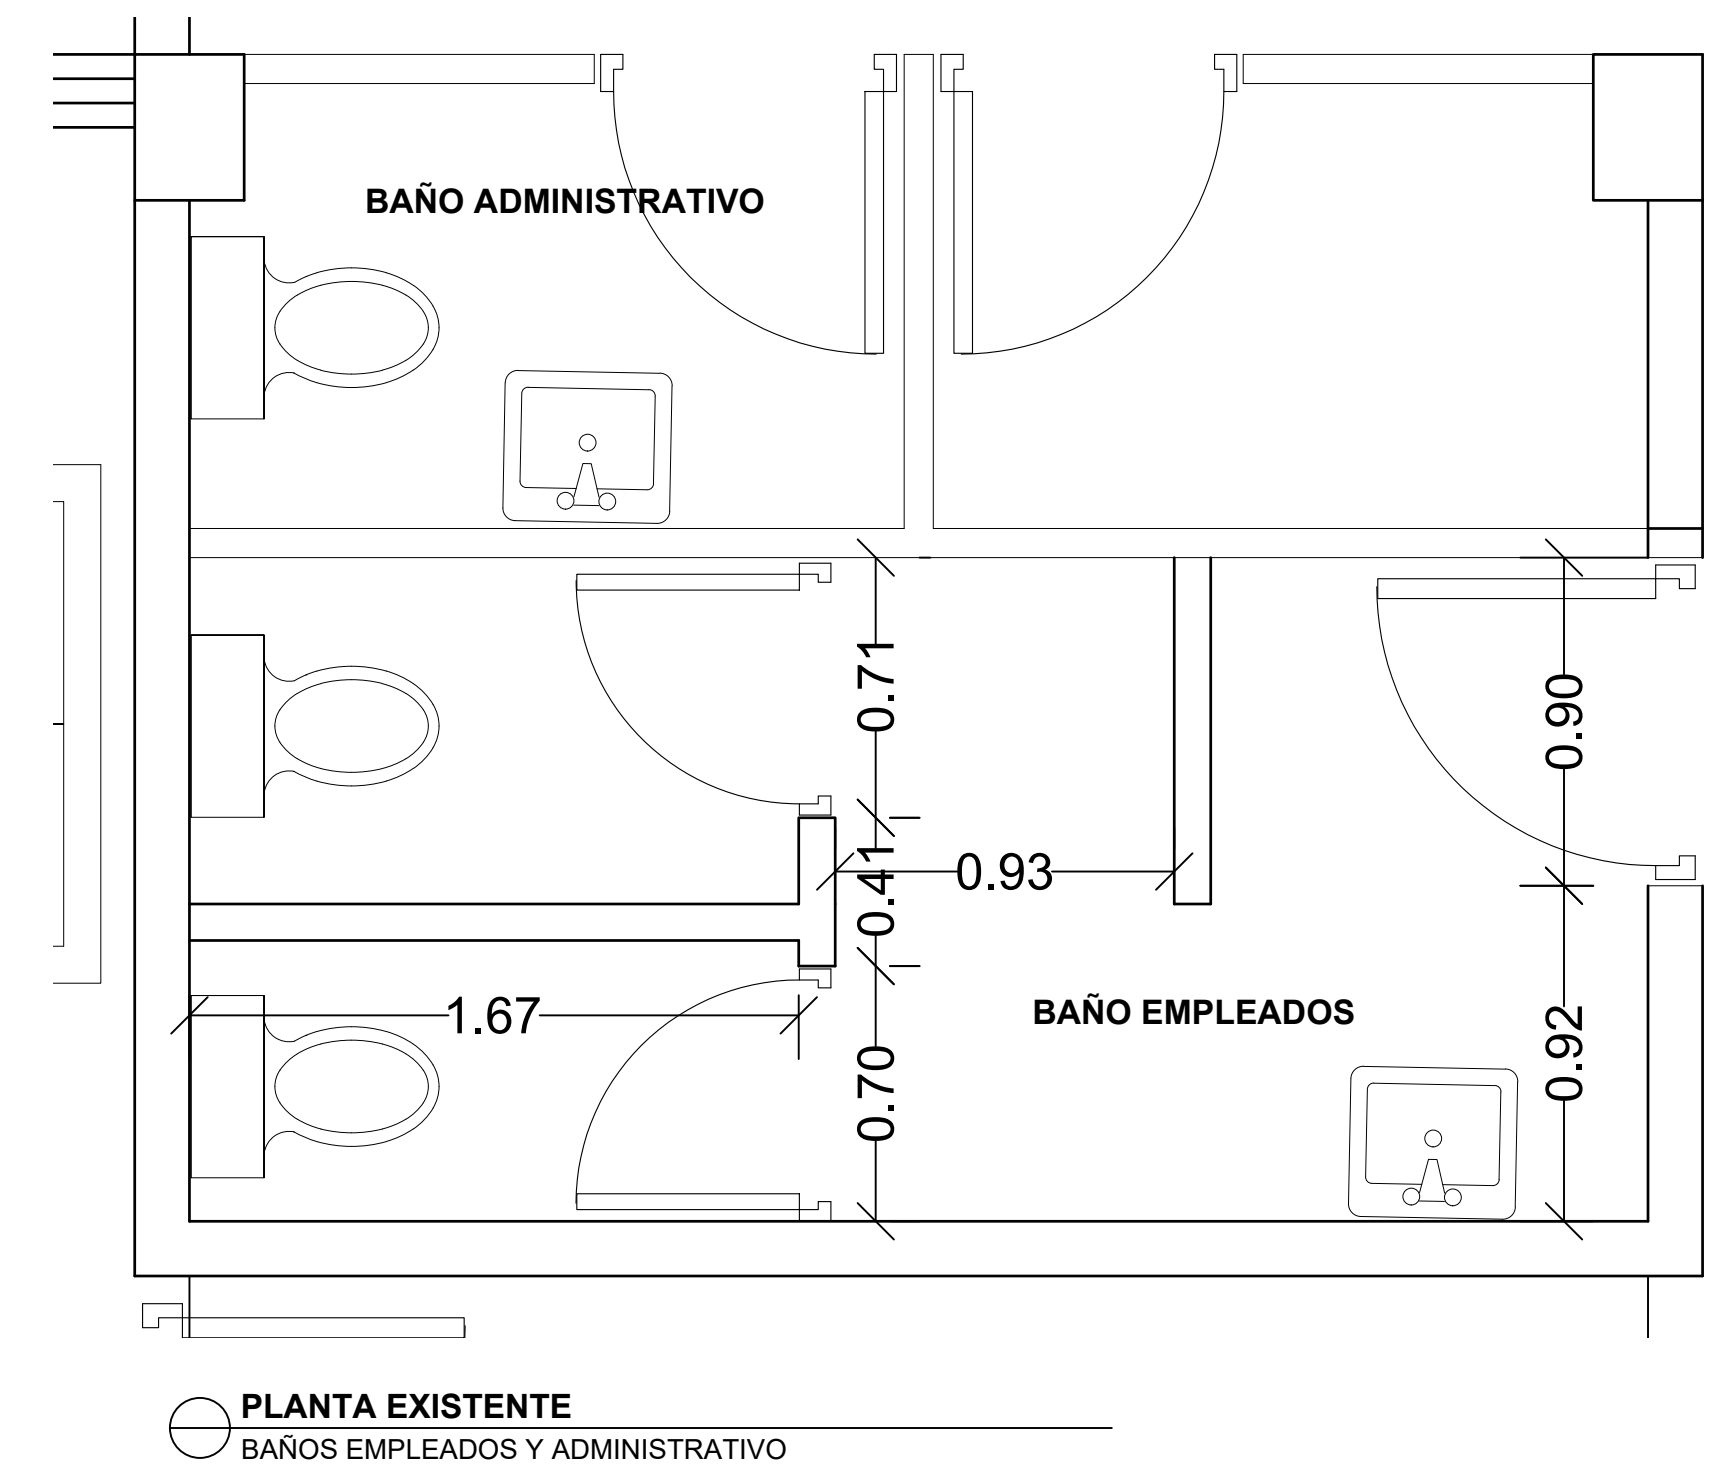 BAÑO ADMINISTRATIVO
0.71
0.90
0.41
0.93
1.67
BAÑO EMPLEADOS
0.70
0.92
PLANTA EXISTENTE
BAÑOS EMPLEADOS Y ADMINISTRATIVO